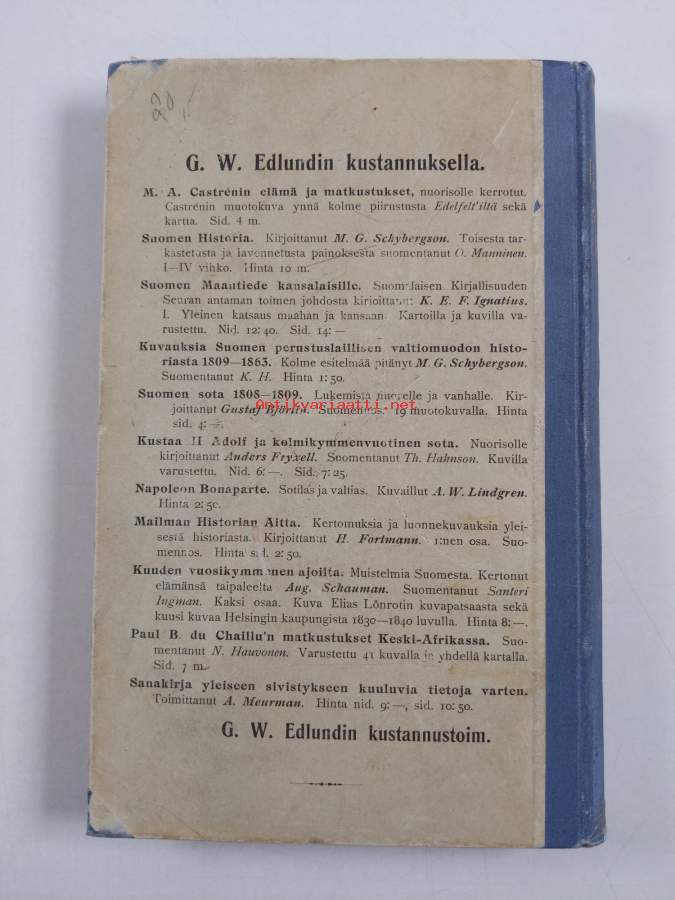 20
G. W. Edlundin kustannuksella.
M. A. Castrénin elämä ja matkustukset, nuorisolle kerrotut.
Castrénin muotokuva ynnä kolme piirustusta Edelfelt'iltä sekä
kartta. Sid. 4 m.
Suomen Historia. Kirjoittanut M. G. Schybergson. Toisesta tar-
kastetusta ja lavennetusta painoksesta suomentanut O. Manninen.
I—IV vihko. Hinta 10 m.
Suomen Maantiede kansalaisille. Suomalaisen Kirjallisuuden
Seuran antaman toimen johdosta kirjoittanut K. E. F. Ignatius.
I. Yleinen katsaus maahan ja kansaan. Kartoilla ja kuvilla va-
rustettu. Nid. 12: 40. Sid. 14: —
Kuvauksia Suomen perustuslaillisen valtiomuodon histo-
riasta 1809—1863. Kolme esitelmää pitänyt M. G. Schybergson.
Suomentanut K. H. Hinta 1: 50.
Suomen sota 1808—1809. Lukemista nuorelle ja vanhalle. Kir-
joittanut Gustaf Björlin. Suomennos. 19 muotokuvalla. Hinta
sid. 4: —.
Antikvariaatti.net
Kustaa II Adolf ja kolmikymmenvuotinen sota. Nuorisolle
kirjoittanut Anders Fryxell. Suomentanut Th. Hahnson. Kuvilla
varustettu. Nid. 6: —. Sid. 7: 25.
Napoleon Bonaparte. Sotilas ja valtias. Kuvaillut A. W. Lindgren.
Hinta 2: 50.
Mailman Historian Aitta. Kertomuksia ja luonnekuvauksia ylei-
sestä historiasta. Kirjoittanut H. Fortmann. 1:nen osa. Suo-
mennos. Hinta sid. 2: 50.
Kuuden vuosikymmenen ajoilta. Muistelmia Suomesta. Kertonut
elämänsä taipaleelta Aug. Schauman. Suomentanut Santeri
Ingman. Kaksi osaa. Kuva Elias Lönrotin kuvapatsaasta sekä
kuusi kuvaa Helsingin kaupungista 1830—1840 luvulla. Hinta 8: —.
Paul B. du Chaillu'n matkustukset Keski-Afrikassa. Suo-
mentanut N. Hauvonen. Varustettu 41 kuvalla ja yhdellä kartalla.
Sid. 7 m.
Sanakirja yleiseen sivistykseen kuuluvia tietoja varten.
Toimittanut A. Meurman. Hinta nid. 9: —, sid. 10: 50.
G. W. Edlundin kustannustoim.